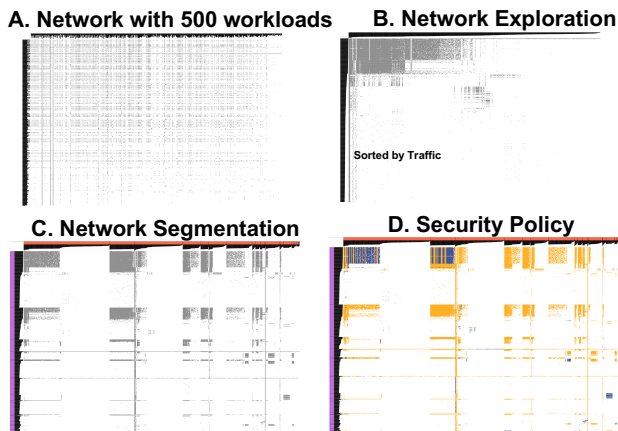 A. Network with 500 workloads
B. Network Exploration
Sorted by Traffic
C. Network Segmentation
D. Security Policy